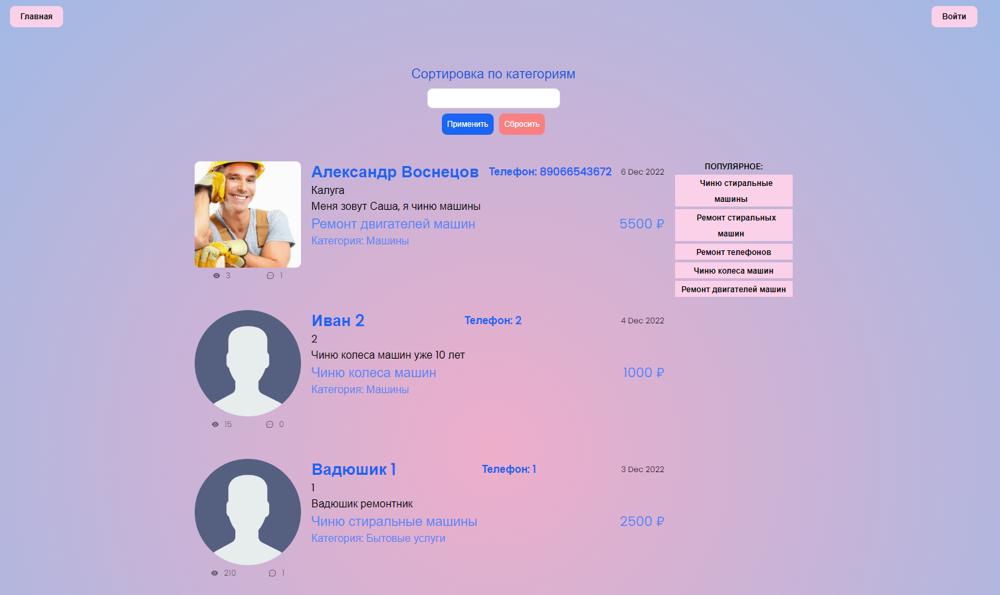 Главная
Войти
Сортировка по категориям
Применить
Сбросить
Александр Воснецов
Телефон: 89066543672
6 Dec 2022
Калуга
Меня зовут Саша, я чиню машины
Ремонт двигателей машин
5500 ₽
Категория: Машины
3
1
ПОПУЛЯРНОЕ:
Чиню стиральные
машины
Ремонт стиральных
машин
Ремонт телефонов
Чиню колеса машин
Ремонт двигателей машин
Иван 2
Телефон: 2
4 Dec 2022
2
Чиню колеса машин уже 10 лет
Чиню колеса машин
1000 ₽
Категория: Машины
15
0
Вадюшик 1
Телефон: 1
3 Dec 2022
1
Вадюшик ремонтник
Чиню стиральные машины
2500 ₽
Категория: Бытовые услуги
210
1